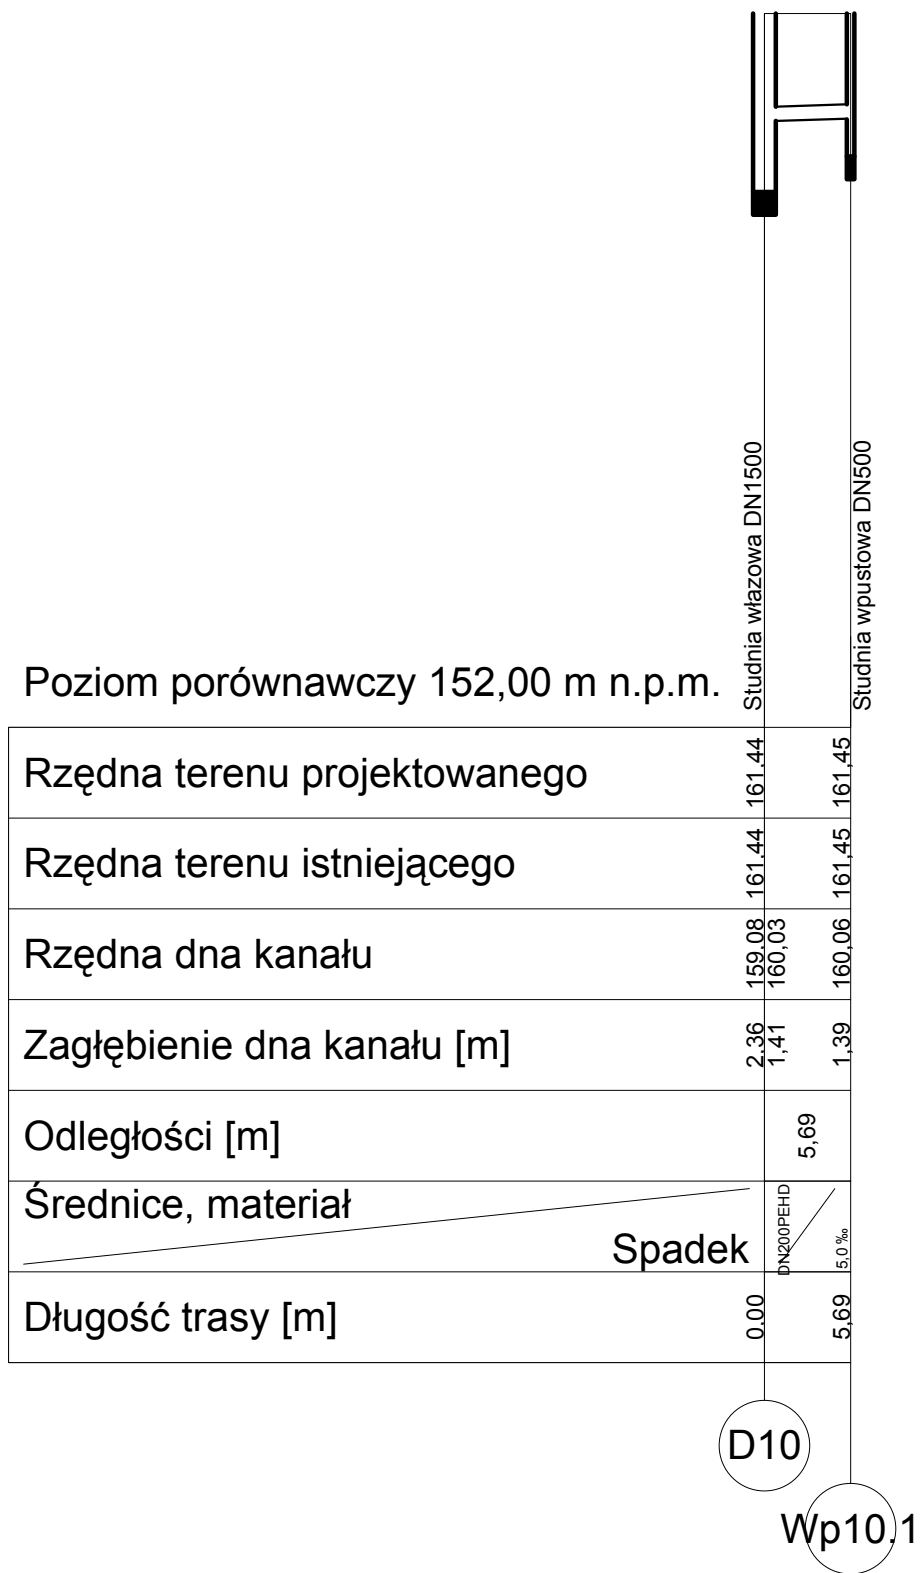 Studnia włazowa DN1500
Studnia wpustowa DN500
Poziom porównawczy 152,00 m n.p.m.
Rzędna terenu projektowanego
161.44
161,45
Rzędna terenu istniejącego
161.44
161,45
Rzędna dna kanału
159.08
160,03
160,06
Zagłębienie dna kanału [m]
2.36
1,41
1,39
Odległości [m]
5,69
Średnice, materiał
Spadek
DN200PEHD
5,0 ‰
Długość trasy [m]
0.00
5,69
D10
Wp10.1